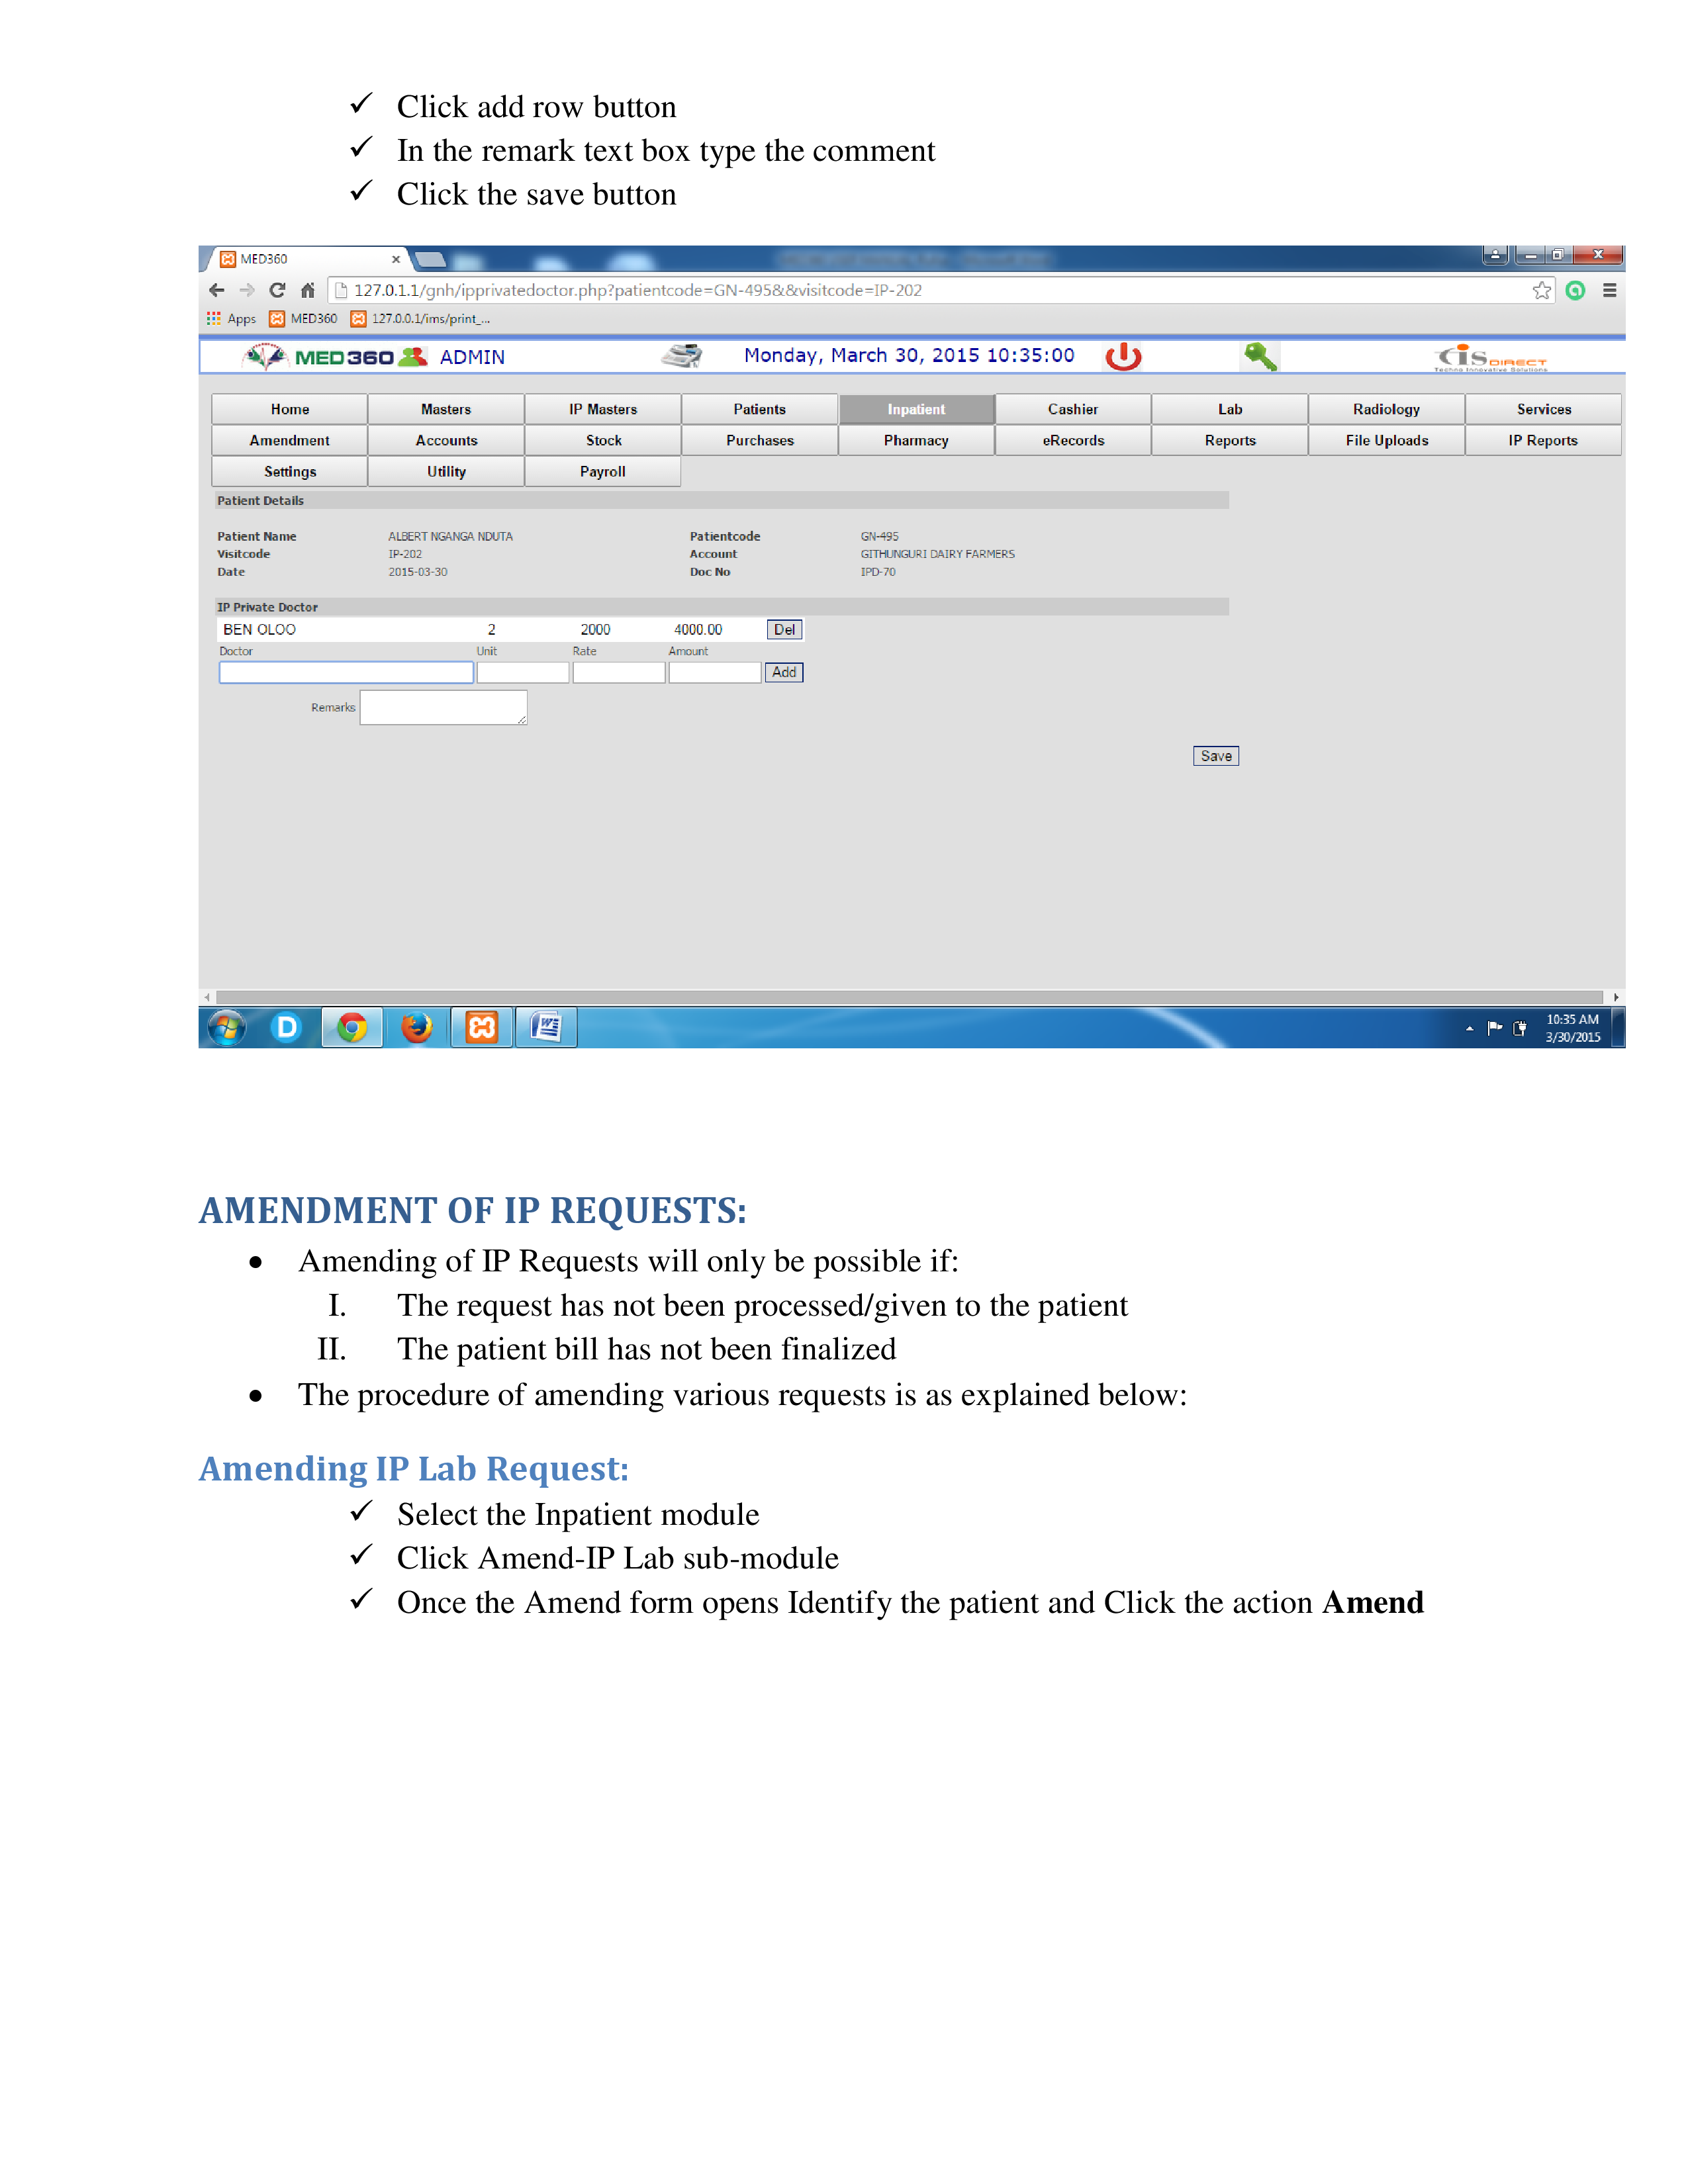 ✓ Click add row button
✓ In the remark text box type the comment
✓ Click the save button
MED360
127.0.1.1/gnh/ipprivatedoctor.php?patientcode=GN-495&&visitcode=IP-202
Apps MED360 127.0.0.1/ims/print_...
MED360 ADMIN Monday, March 30, 2015 10:35:00 cis DIRECT
Techno Innovative Solutions
Home Masters IP Masters Patients Inpatient Cashier Lab Radiology Services
Amendment Accounts Stock Purchases Pharmacy eRecords Reports File Uploads IP Reports
Settings Utility Payroll
Patient Details
Patient Name ALBERT NGANGA NDUTA Patientcode GN-495
Visitcode IP-202 Account GITHUNGURI DAIRY FARMERS
Date 2015-03-30 Doc No IPD-70
IP Private Doctor
BEN OLOO 2 2000 4000.00 Del
Doctor Unit Rate Amount
Add
Remarks
Save
10:35 AM
3/30/2015
AMENDMENT OF IP REQUESTS:
• Amending of IP Requests will only be possible if:
I. The request has not been processed/given to the patient
II. The patient bill has not been finalized
• The procedure of amending various requests is as explained below:
Amending IP Lab Request:
✓ Select the Inpatient module
✓ Click Amend-IP Lab sub-module
✓ Once the Amend form opens Identify the patient and Click the action Amend